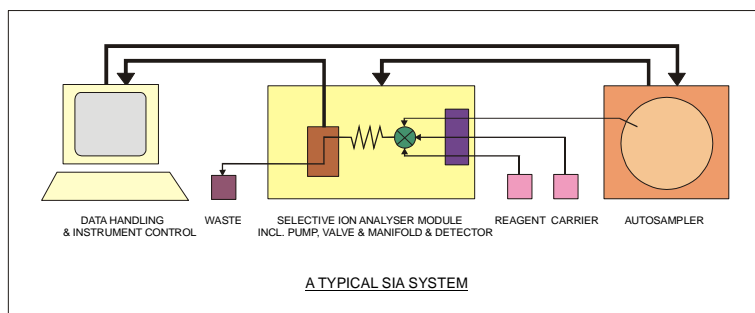 DATA HANDLING
& INSTRUMENT CONTROL
WASTE
SELECTIVE ION ANALYSER MODULE
INCL. PUMP, VALVE & MANIFOLD & DETECTOR
REAGENT
CARRIER
AUTOSAMPLER
A TYPICAL SIA SYSTEM